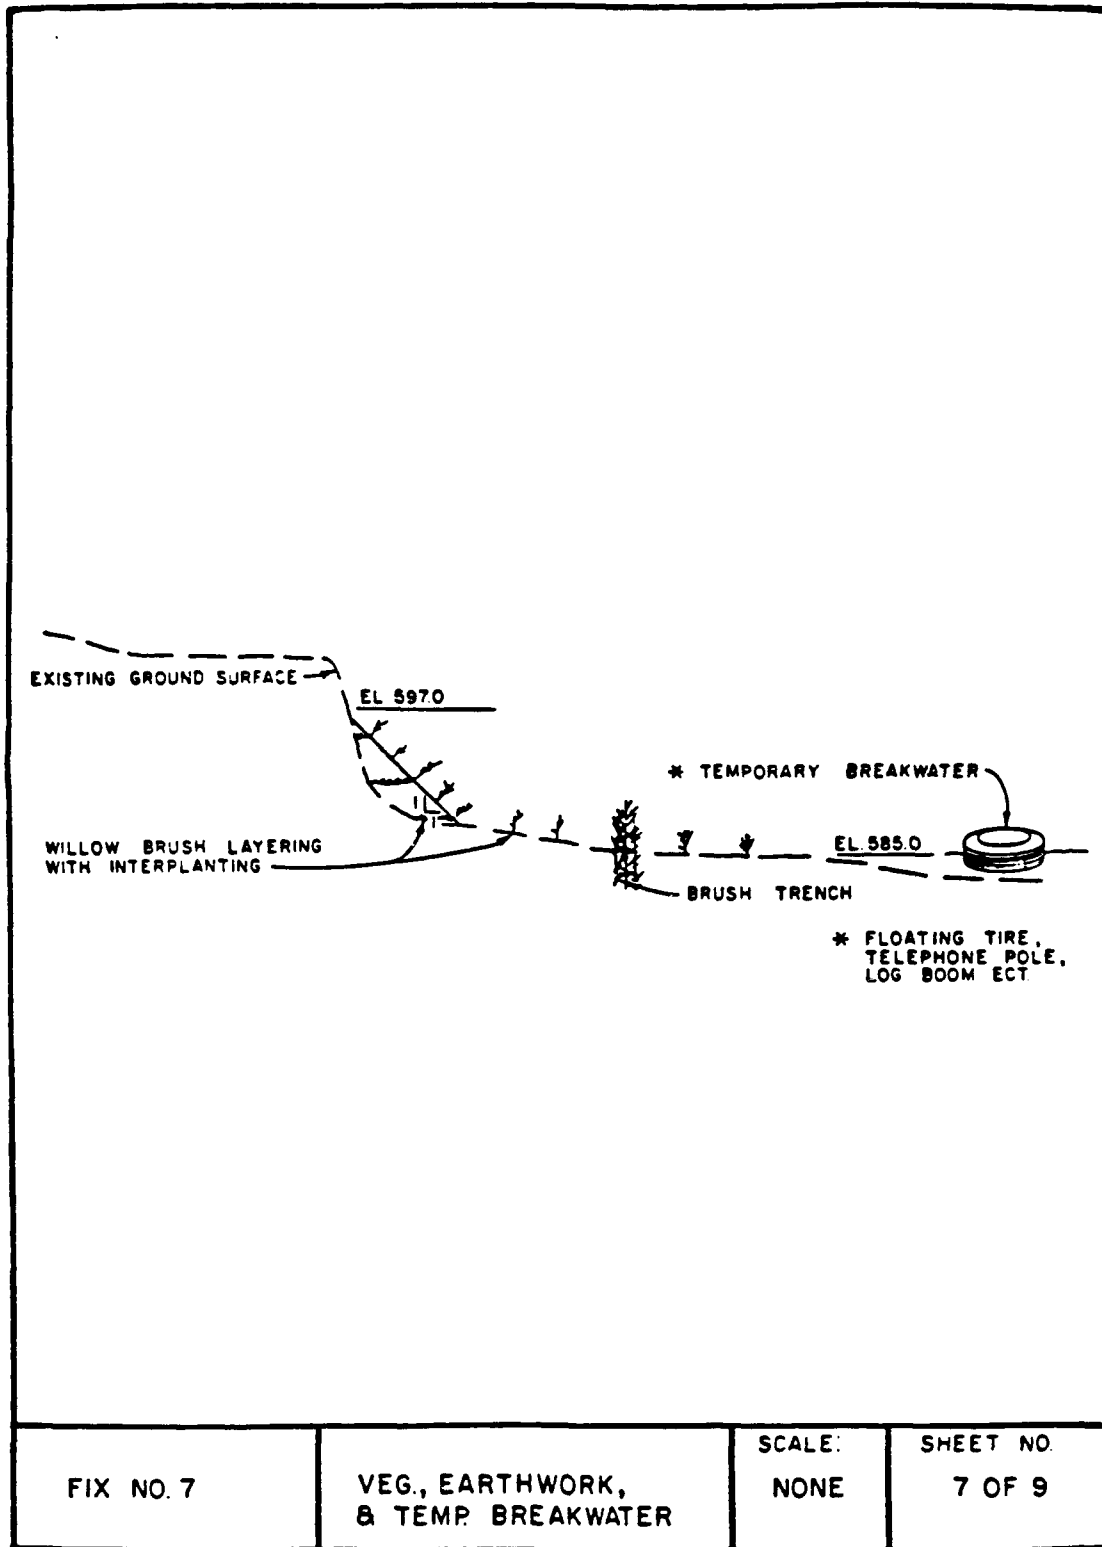 EXISTING GROUND SURFACE
EL 597.0
* TEMPORARY BREAKWATER
WILLOW BRUSH LAYERING
WITH INTERPLANTING
1
1
EL. 585.0
BRUSH TRENCH
* FLOATING TIRE,
TELEPHONE POLE,
LOG BOOM ECT.
FIX NO. 7
VEG., EARTHWORK,
& TEMP. BREAKWATER
SCALE:
NONE
SHEET NO.
7 OF 9